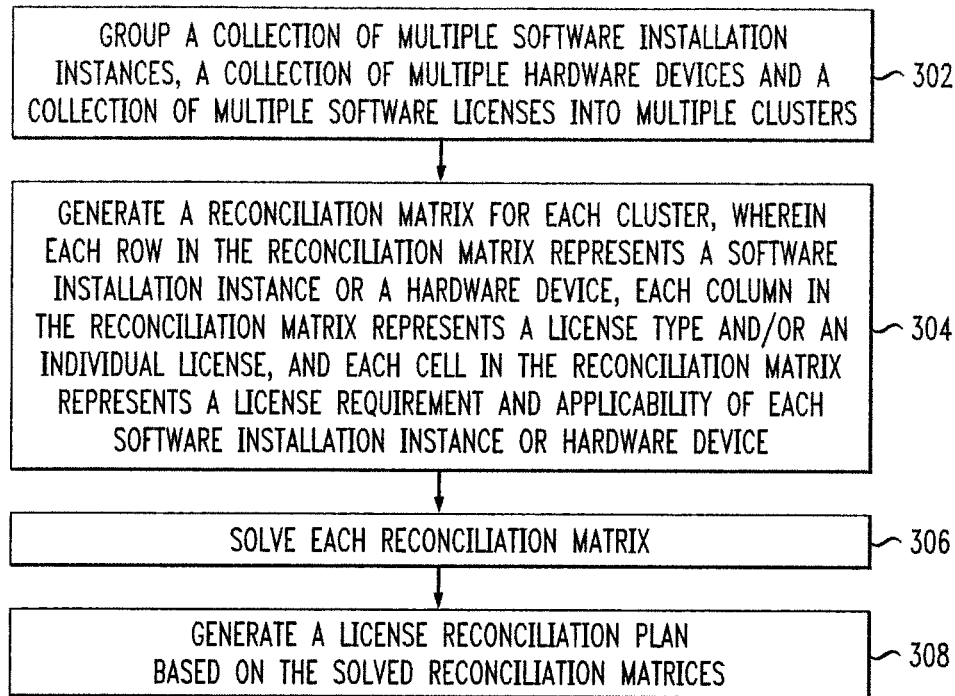 GROUP A COLLECTION OF MULTIPLE SOFTWARE INSTALLATION
INSTANCES, A COLLECTION OF MULTIPLE HARDWARE DEVICES AND A
COLLECTION OF MULTIPLE SOFTWARE LICENSES INTO MULTIPLE CLUSTERS
302
GENERATE A RECONCILIATION MATRIX FOR EACH CLUSTER, WHEREIN
EACH ROW IN THE RECONCILIATION MATRIX REPRESENTS A SOFTWARE
INSTALLATION INSTANCE OR A HARDWARE DEVICE, EACH COLUMN IN
THE RECONCILIATION MATRIX REPRESENTS A LICENSE TYPE AND/OR AN
INDIVIDUAL LICENSE, AND EACH CELL IN THE RECONCILIATION MATRIX
REPRESENTS A LICENSE REQUIREMENT AND APPLICABILITY OF EACH
SOFTWARE INSTALLATION INSTANCE OR HARDWARE DEVICE
304
SOLVE EACH RECONCILIATION MATRIX
306
GENERATE A LICENSE RECONCILIATION PLAN
BASED ON THE SOLVED RECONCILIATION MATRICES
308